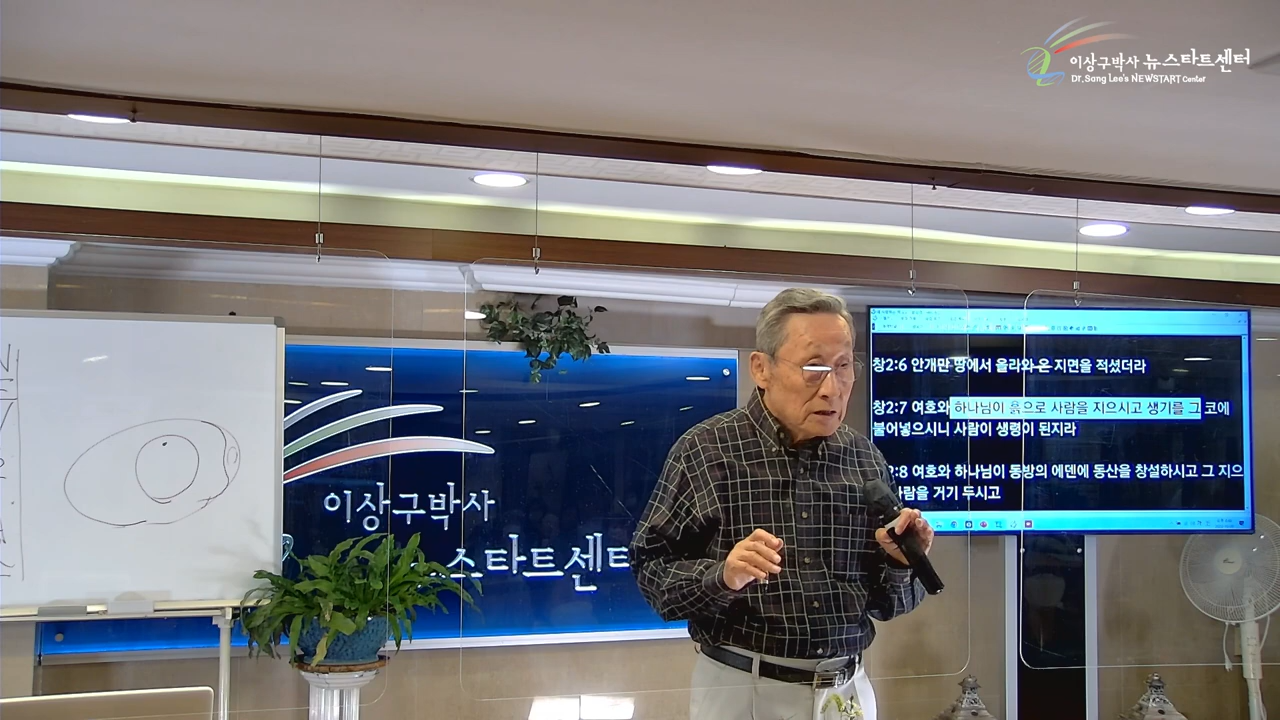 이상구박사 뉴스타트센터
Dr. Sang Lee's NEWSTART Center
창2:6 안개만 땅에서 올라와 온 지면을 적셨더라
창2:7 여호와 하나님이 흙으로 사람을 지으시고 생기를 그 코에
불어넣으시니 사람이 생령이 된지라
2:8 여호와 하나님이 동방의 에덴에 동산을 창설하시고 그 지으
사람을 거기 두시고
이상구박사
스타트센터